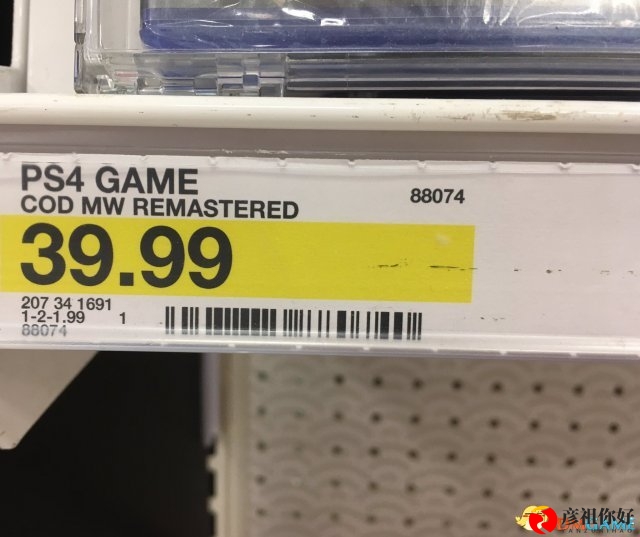 PS4 GAME
88074
COD MW REMASTERED
39.99
207 34 1691
1-2-1.99 1
88074
彦祖你好